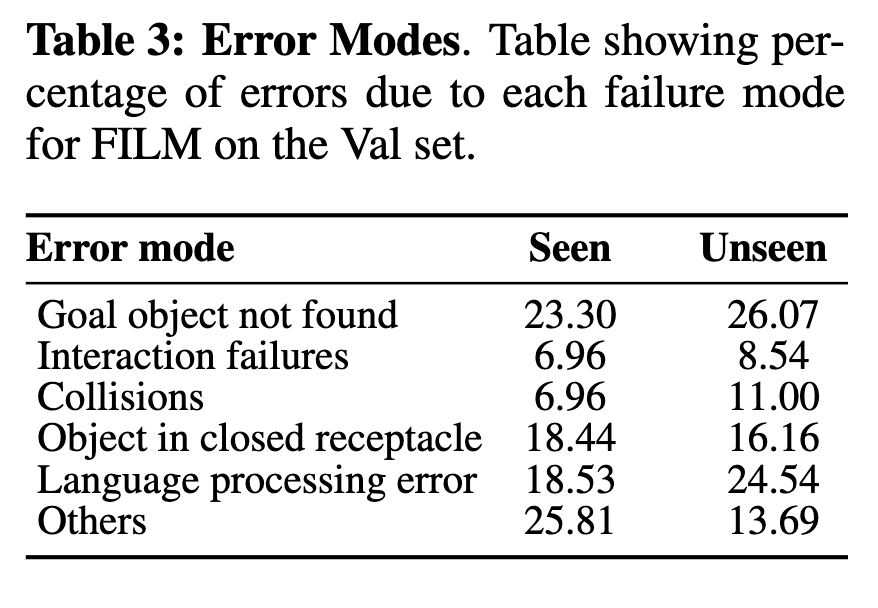 Table 3: Error Modes. Table showing per-
centage of errors due to each failure mode
for FILM on the Val set.
Error mode Seen Unseen
Goal object not found 23.30 26.07
Interaction failures 6.96 8.54
Collisions 6.96 11.00
Object in closed receptacle 18.44 16.16
Language processing error 18.53 24.54
Others 25.81 13.69